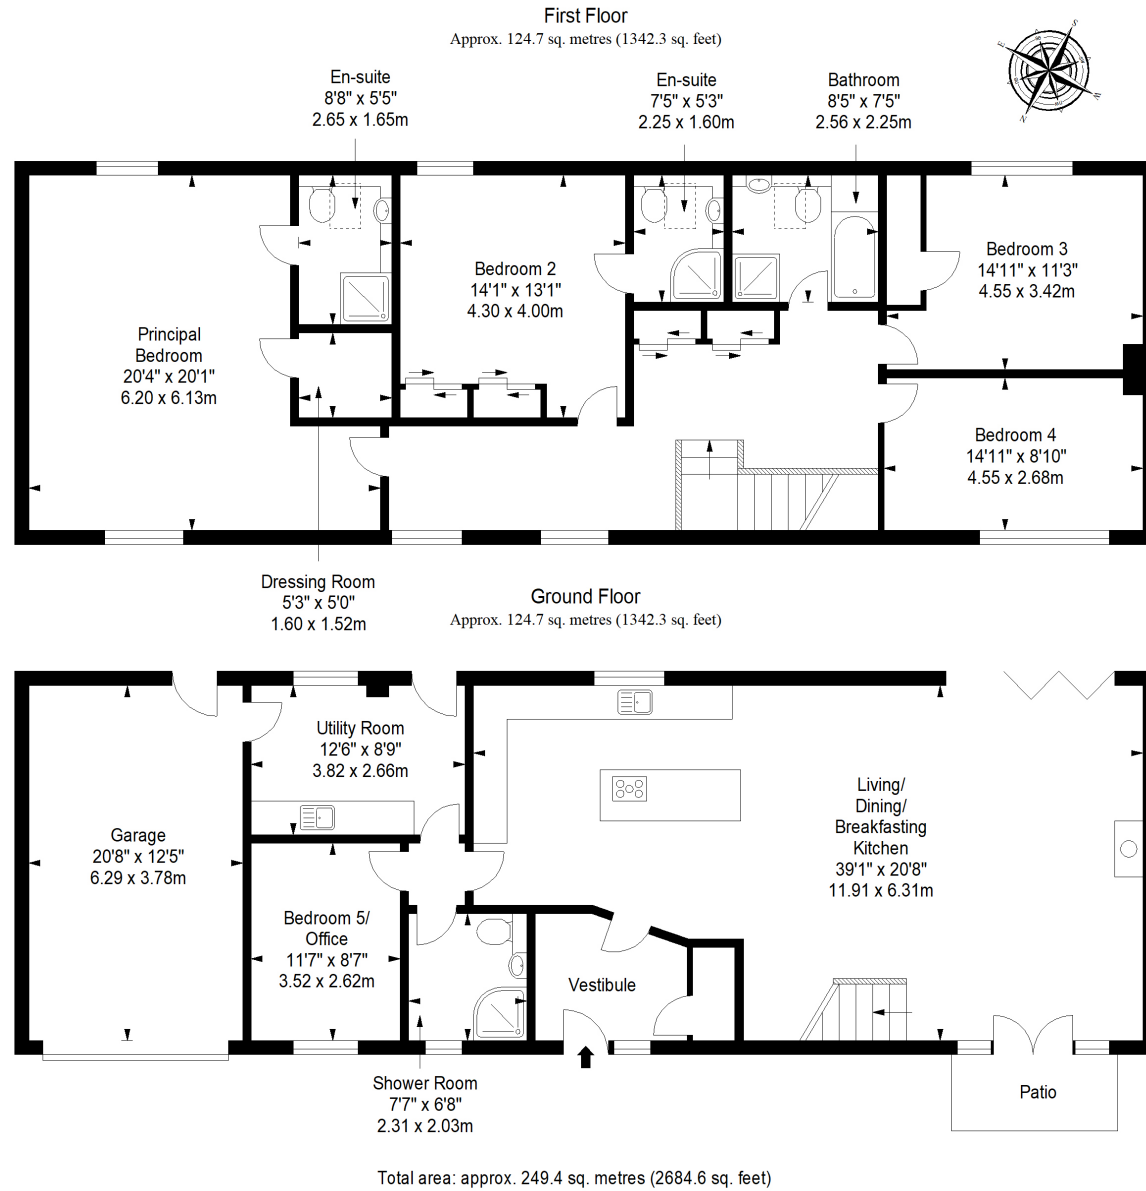 First Floor
Approx. 124.7 sq. metres (1342.3 sq. feet)
S
E
W
N
En-suite
8'8" x 5'5"
2.65 x 1.65m
En-suite
7'5" x 5'3"
2.25 x 1.60m
Bathroom
8'5" x 7'5"
2.56 x 2.25m
Principal
Bedroom
20'4" x 20'1"
6.20 x 6.13m
Bedroom 2
14'1" x 13'1"
4.30 x 4.00m
Bedroom 3
14'11" x 11'3"
4.55 x 3.42m
Bedroom 4
14'11" x 8'10"
4.55 x 2.68m
Dressing Room
5'3" x 5'0"
1.60 x 1.52m
Ground Floor
Approx. 124.7 sq. metres (1342.3 sq. feet)
Utility Room
12'6" x 8'9"
3.82 x 2.66m
Garage
20'8" x 12'5"
6.29 x 3.78m
Living/
Dining/
Breakfasting
Kitchen
39'1" x 20'8"
11.91 x 6.31m
Bedroom 5/
Office
11'7" x 8'7"
3.52 x 2.62m
Vestibule
Shower Room
7'7" x 6'8"
2.31 x 2.03m
Patio
Total area: approx. 249.4 sq. metres (2684.6 sq. feet)